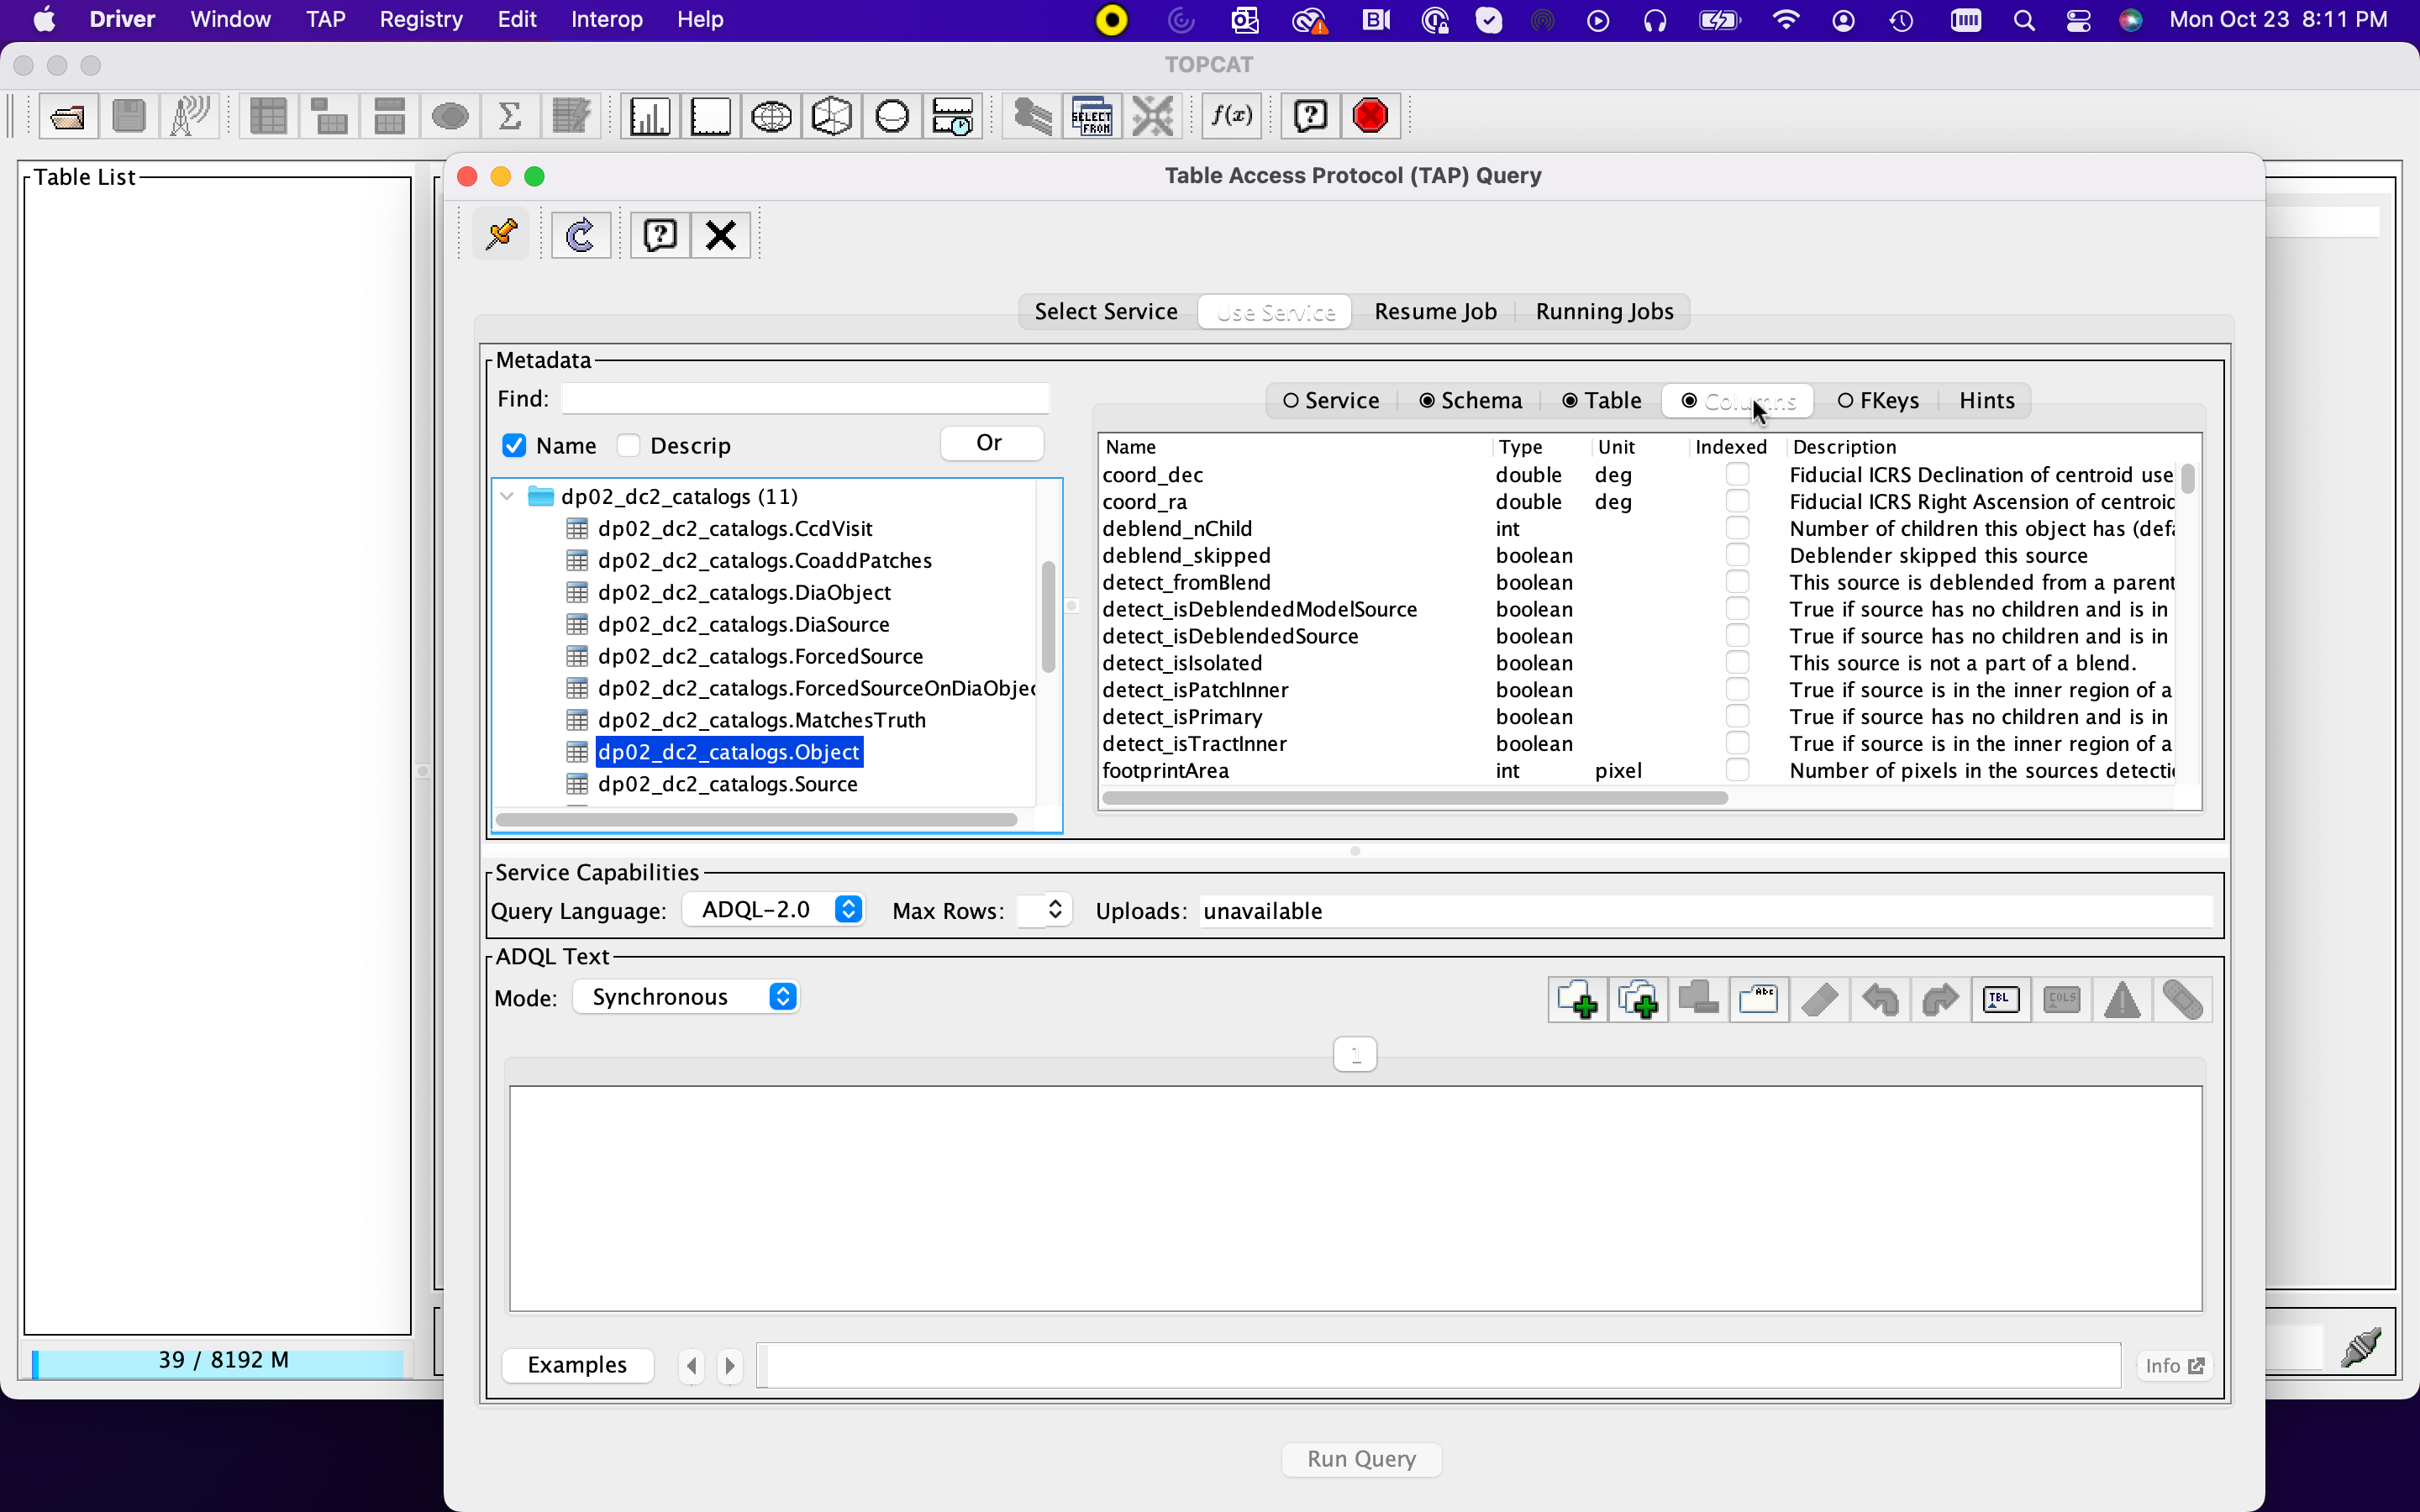 Driver Window TAP Registry Edit Interop Help Mon Oct 23 8:11 PM
TOPCAT
SELECT FROM f(x)
Table List
Table Access Protocol (TAP) Query
Select Service Use Service Resume Job Running Jobs
Metadata
Find:
Service Schema Table Columns FKeys Hints
Name Descrip Or
Name Type Unit Indexed Description
dp02_dc2_catalogs (11)
dp02_dc2_catalogs.CcdVisit
dp02_dc2_catalogs.CoaddPatches
dp02_dc2_catalogs.DiaObject
dp02_dc2_catalogs.DiaSource
dp02_dc2_catalogs.ForcedSource
dp02_dc2_catalogs.ForcedSourceOnDiaObjec
dp02_dc2_catalogs.MatchesTruth
dp02_dc2_catalogs.Object
dp02_dc2_catalogs.Source
coord_dec double deg Fiducial ICRS Declination of centroid use
coord_ra double deg Fiducial ICRS Right Ascension of centroid
deblend_nChild int Number of children this object has (defa
deblend_skipped boolean Deblender skipped this source
detect_fromBlend boolean This source is deblended from a parent
detect_isDeblendedModelSource boolean True if source has no children and is in
detect_isDeblendedSource boolean True if source has no children and is in
detect_isIsolated boolean This source is not a part of a blend.
detect_isPatchInner boolean True if source is in the inner region of a
detect_isPrimary boolean True if source has no children and is in
detect_isTractInner boolean True if source is in the inner region of a
footprintArea int pixel Number of pixels in the sources detecti
Service Capabilities
Query Language: ADQL-2.0 Max Rows: Uploads: unavailable
ADQL Text
Mode: Synchronous Abc TBL COLS
1
Examples Info
39 / 8192 M
Run Query